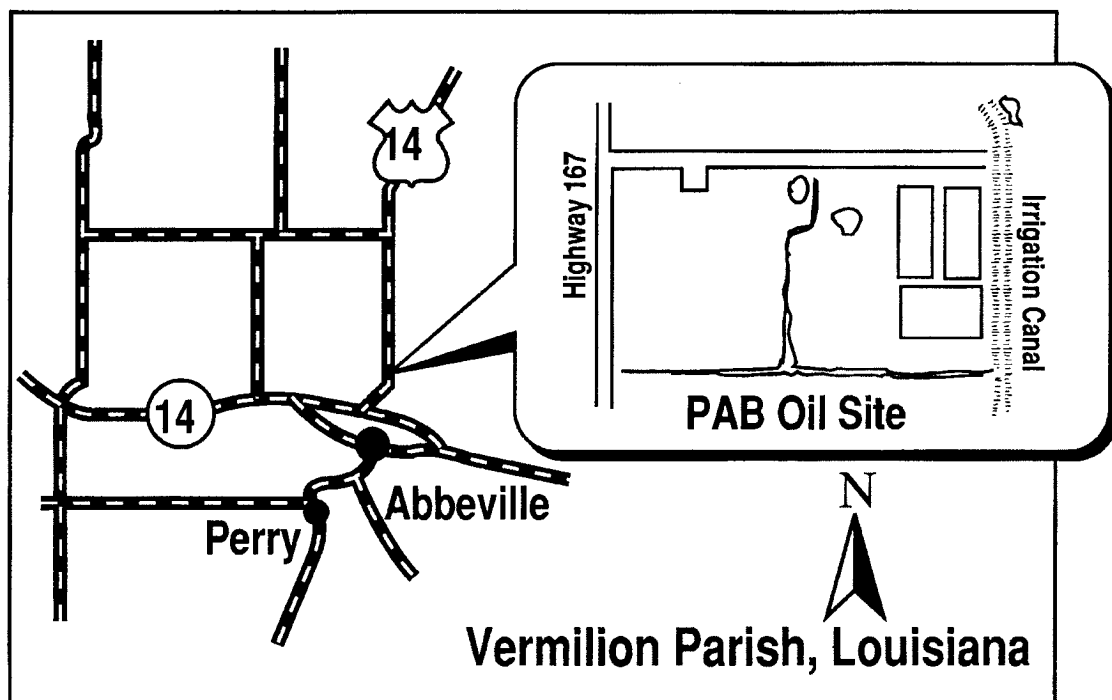 14
Highway 167
Irrigation Canal
PAB Oil Site
14
Abbeville
Perry
N
Vermilion Parish, Louisiana